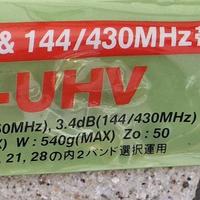 & 144/430MHz
-UHV
50MHz), 3.4dB(144/430MHz)
W : 540g(MAX) Zo : 50
, 21, 28の内2バンド選択運用